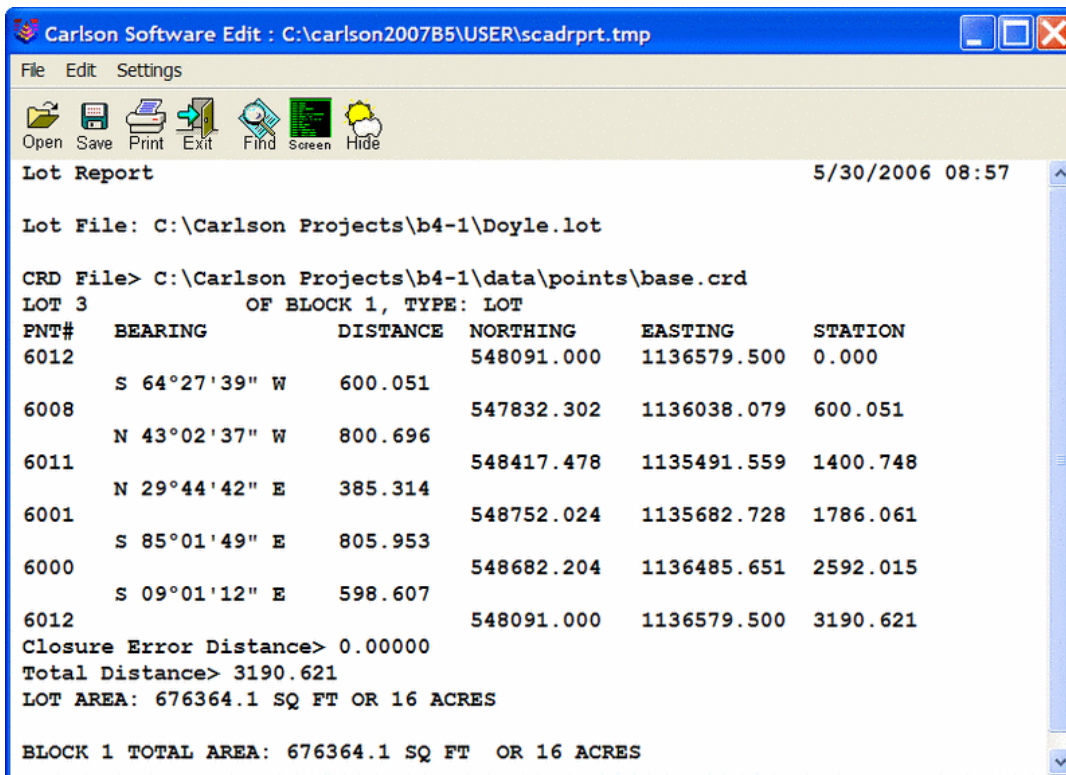 Carlson Software Edit : C:\carlson2007B5\USER\scadrprt.tmp
File Edit Settings
Open Save Print Exit Find Screen Hide
Lot Report 5/30/2006 08:57
Lot File: C:\Carlson Projects\b4-1\Doyle.lot
CRD File> C:\Carlson Projects\b4-1\data\points\base.crd
LOT 3 OF BLOCK 1, TYPE: LOT
PNT# BEARING DISTANCE NORTHING EASTING STATION
6012 548091.000 1136579.500 0.000
S 64°27'39" W 600.051
6008 547832.302 1136038.079 600.051
N 43°02'37" W 800.696
6011 548417.478 1135491.559 1400.748
N 29°44'42" E 385.314
6001 548752.024 1135682.728 1786.061
S 85°01'49" E 805.953
6000 548682.204 1136485.651 2592.015
S 09°01'12" E 598.607
6012 548091.000 1136579.500 3190.621
Closure Error Distance> 0.00000
Total Distance> 3190.621
LOT AREA: 676364.1 SQ FT OR 16 ACRES
BLOCK 1 TOTAL AREA: 676364.1 SQ FT OR 16 ACRES